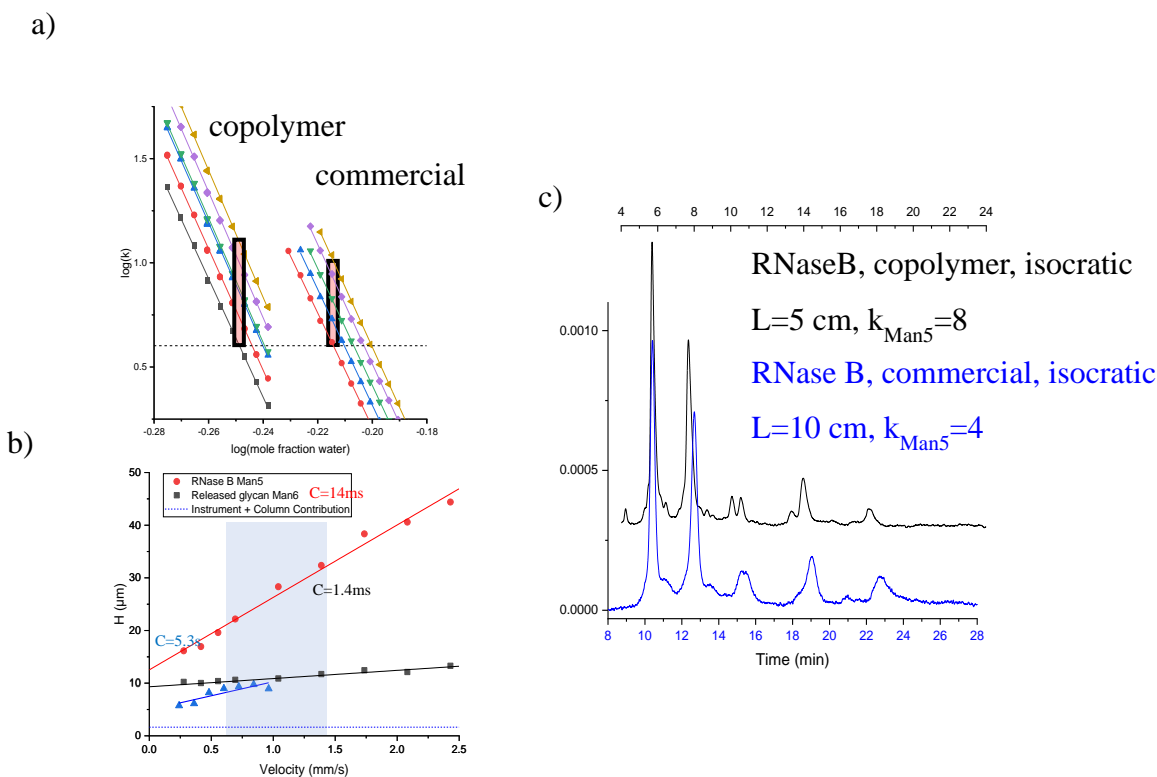 a)
copolymer
commercial
1.5
1.0
0.5
log(k)
-0.28
-0.26
-0.24
-0.22
-0.20
-0.18
log(mole fraction water)
b)
50
40
30
20
10
0
H (µm)
RNase B Man5
Released glycan Man6
Instrument + Column Contribution
C=14ms
C=1.4ms
C=5.3s
0.0
0.5
1.0
1.5
2.0
2.5
Velocity (mm/s)
c)
4 6 8 10 12 14 16 18 20 22 24
RNaseB, copolymer, isocratic
L=5 cm, kMan5=8
RNase B, commercial, isocratic
L=10 cm, kMan5=4
0.0010
0.0005
0.0000
8 10 12 14 16 18 20 22 24 26 28
Time (min)